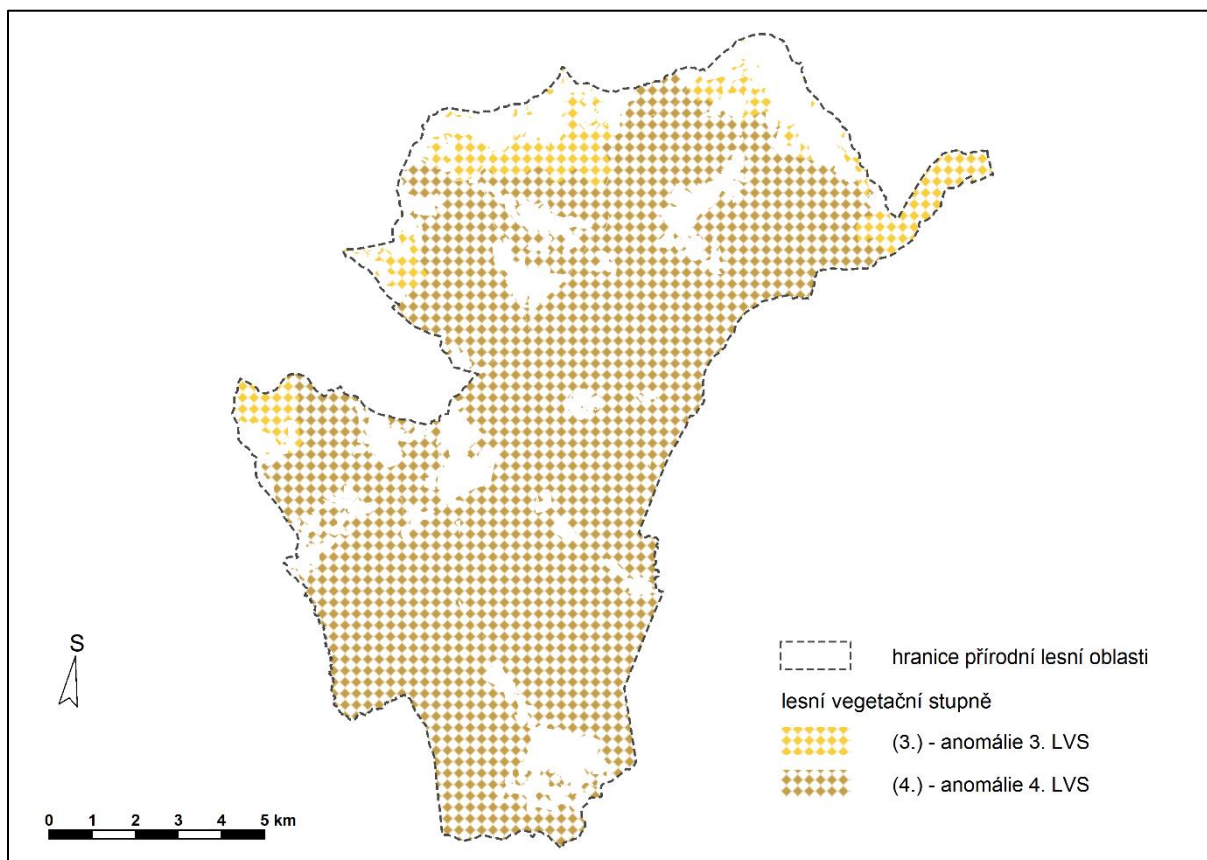 S
hranice přírodní lesní oblasti
lesní vegetační stupně
(3.) - anomálie 3. LVS
(4.) - anomálie 4. LVS
0 1 2 3 4 5 km